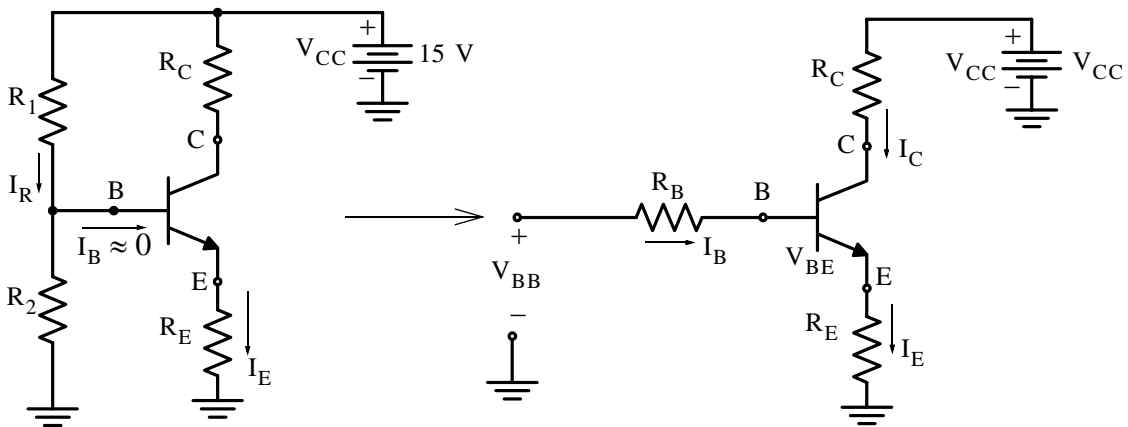 V_CC
+
−
15 V
R_C
R_1
C
I_R
B
I_B ≈ 0
E
R_2
R_E
I_E
+
V_CC
−
V_CC
R_C
C
I_C
R_B
B
I_B
+
V_BB
−
V_BE
E
R_E
I_E